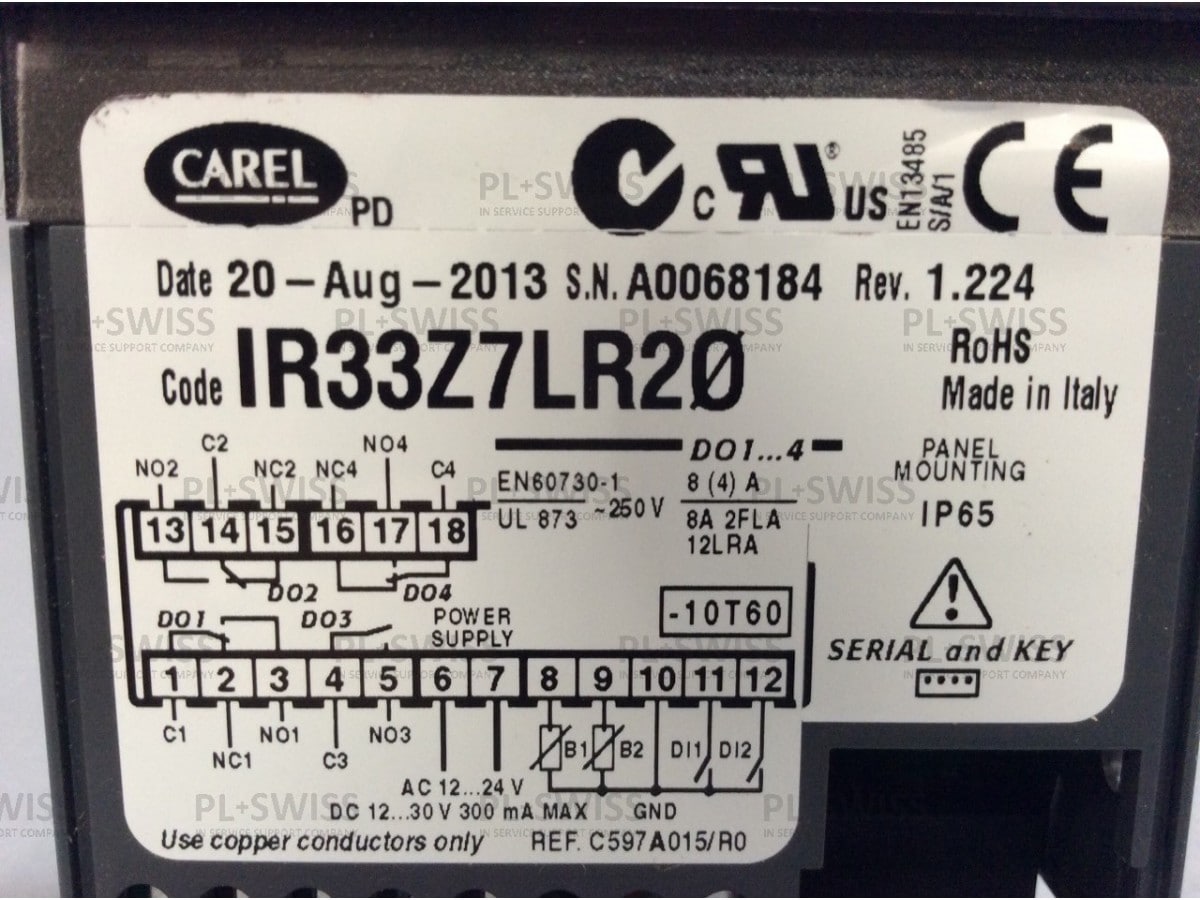 CAREL PD
C RU® US
EN13485
S/A/1
CE
Date 20-Aug-2013 S.N. A0068184 Rev. 1.224
Code IR33Z7LR20
RoHS
Made in Italy
C2 NO4
NO2 NC2 NC4 C4
13 14 15 16 17 18
DO2 DO4
DO1...4
EN60730-1
UL 873
~250 V
8 (4) A
8A 2FLA
12LRA
PANEL
MOUNTING
IP65
-10T60
SERIAL and KEY
DO1 DO3 POWER
SUPPLY
1 2 3 4 5 6 7 8 9 10 11 12
C1 NO1 NO3
NC1 C3
B1 B2 DI1 DI2
AC 12...24 V
DC 12...30 V 300 mA MAX GND
Use copper conductors only REF. C597A015/R0
PL+SWISS
IN SERVICE SUPPORT COMPANY